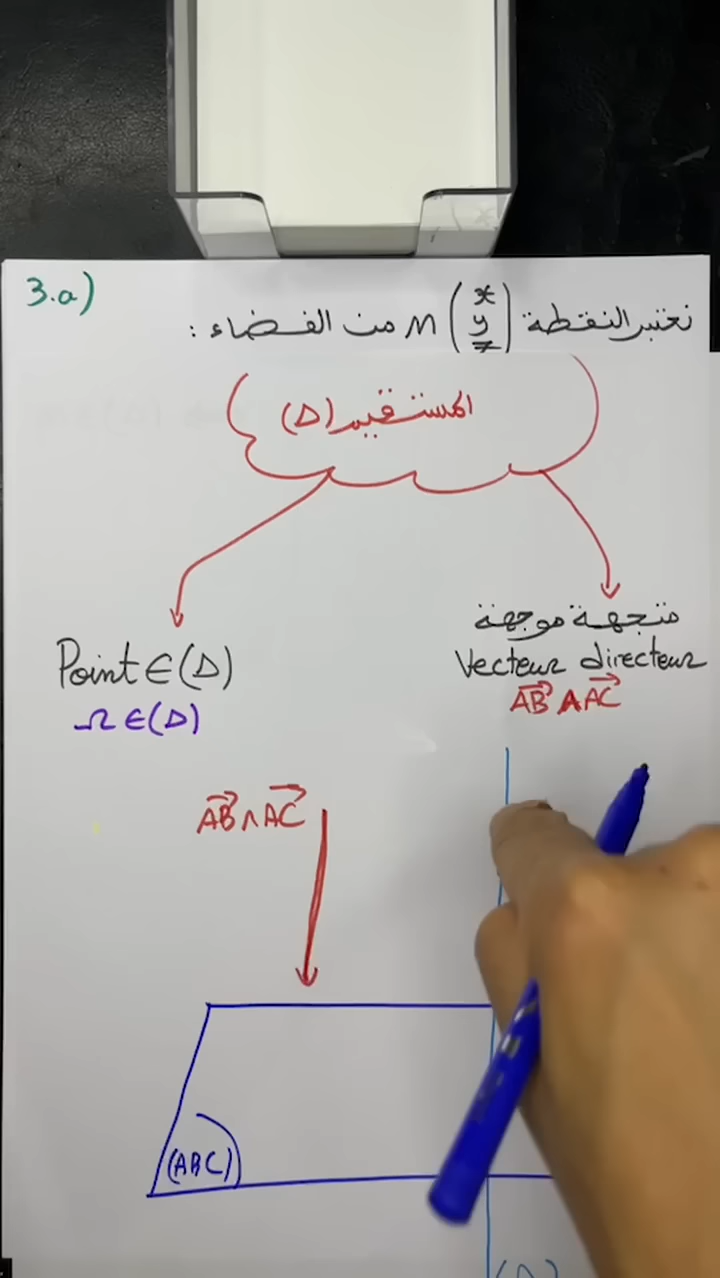 3.a)
نعتبر النقطة M (x y z) من الفضاء :
المستقيم (Δ)
متجهة موجهة
Point ∈ (Δ)
Vecteur directeur
Ω ∈ (Δ)
AB⃗ ∧ AC⃗
AB⃗ ∧ AC⃗
(ABC)